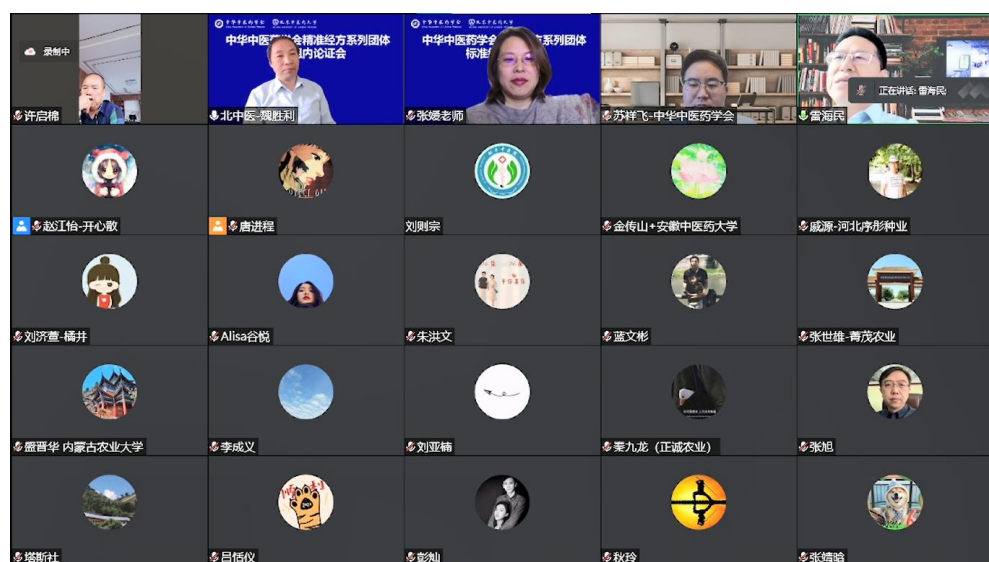 录制中
中华中医药学会
北京中医药大学
中华中医药学会精准经方系列团体
内论证会
中华中医药学会
北京中医药大学
中华中医药学会
方系列团体
标准
正在讲话: 雷海民;
许启棉
北中医-魏胜利
张媛老师
苏祥飞-中华中医药学会
雷海民
赵江怡-开心散
唐进程
刘则宗
金传山+安徽中医药大学
戚源-河北序彤种业
刘济萱-橘井
Alisa谷悦
朱洪文
蓝文彬
张世雄-菁茂农业
盛晋华 内蒙古农业大学
李成义
刘亚楠
秦九龙（正诚农业）
张旭
塔斯社
吕恬仪
彭灿
秋玲
张靖晗